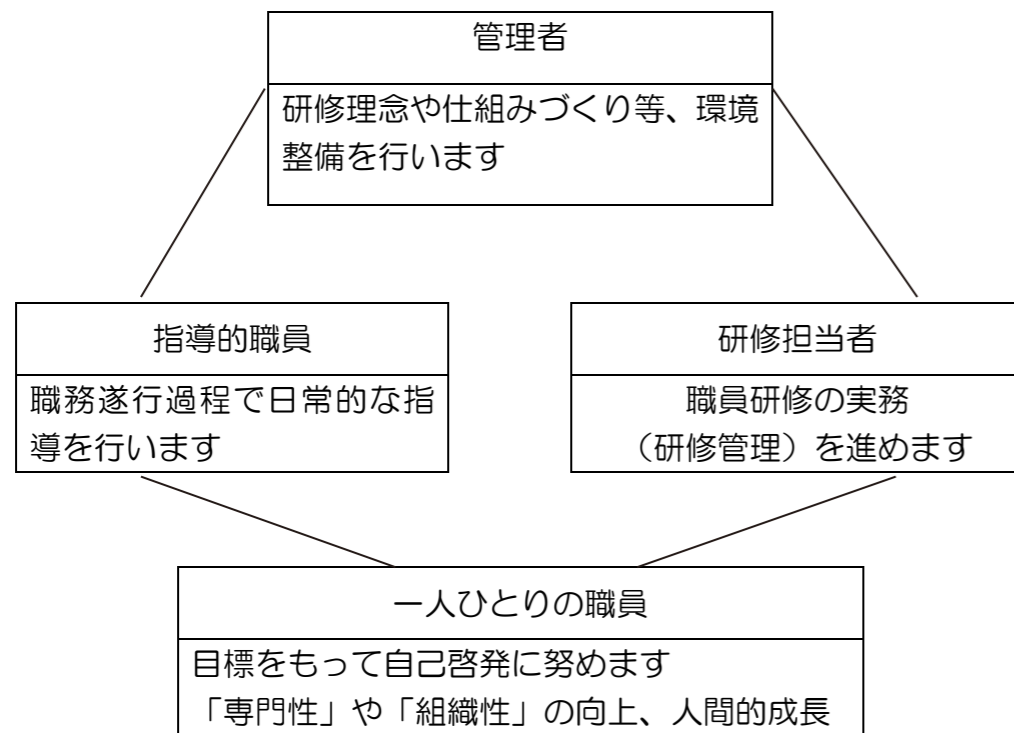 管理者
研修理念や仕組みづくり等、環境
整備を行います
指導的職員
職務遂行過程で日常的な指
導を行います
研修担当者
職員研修の実務
（研修管理）を進めます
一人ひとりの職員
目標をもって自己啓発に努めます
「専門性」や「組織性」の向上、人間的成長